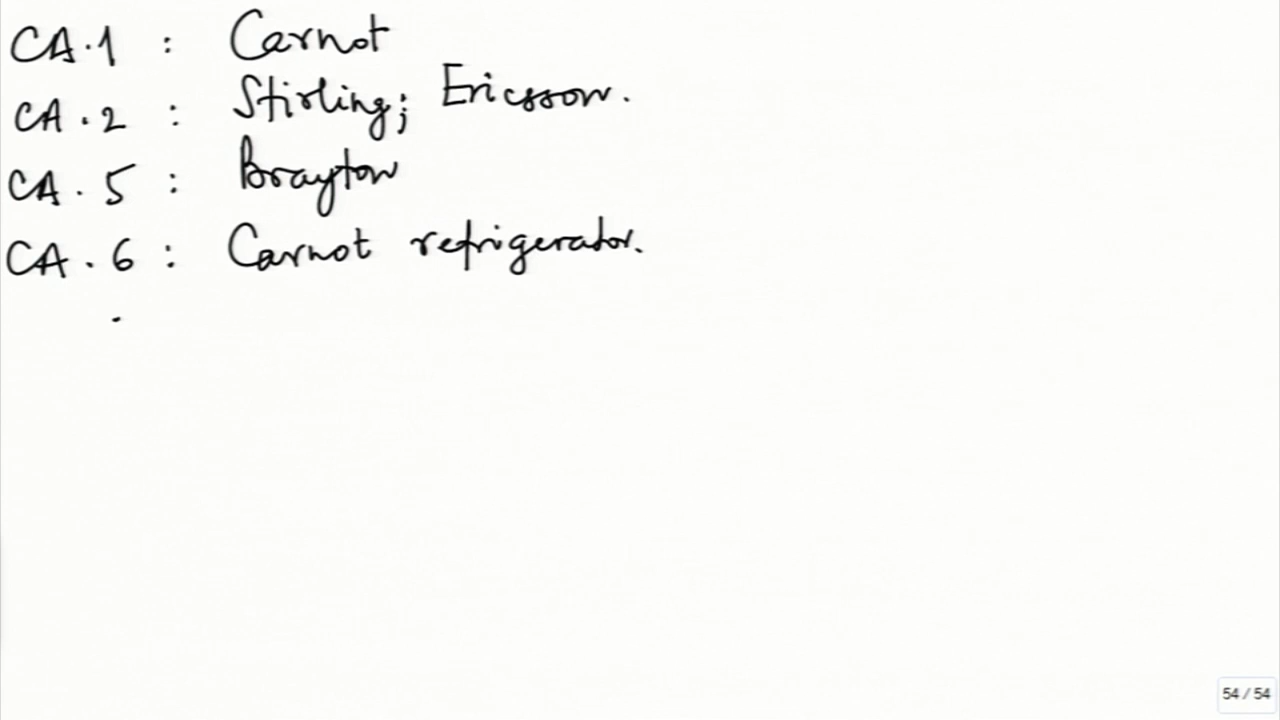 CA.1 : Carnot
CA.2 : Stirling; Ericsson.
CA.5 : Brayton
CA.6 : Carnot refrigerator.
54 / 54